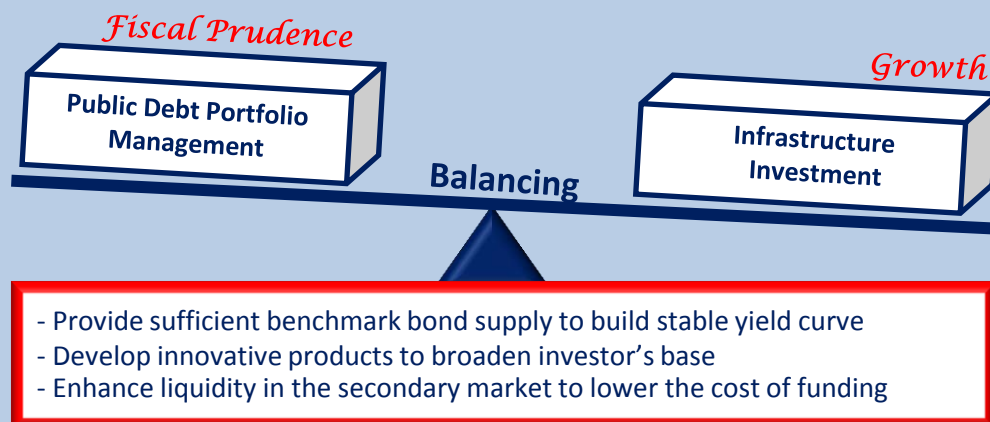 Fiscal Prudence
Growth
Public Debt Portfolio
Management
Infrastructure
Investment
Balancing
- Provide sufficient benchmark bond supply to build stable yield curve
- Develop innovative products to broaden investor's base
- Enhance liquidity in the secondary market to lower the cost of funding